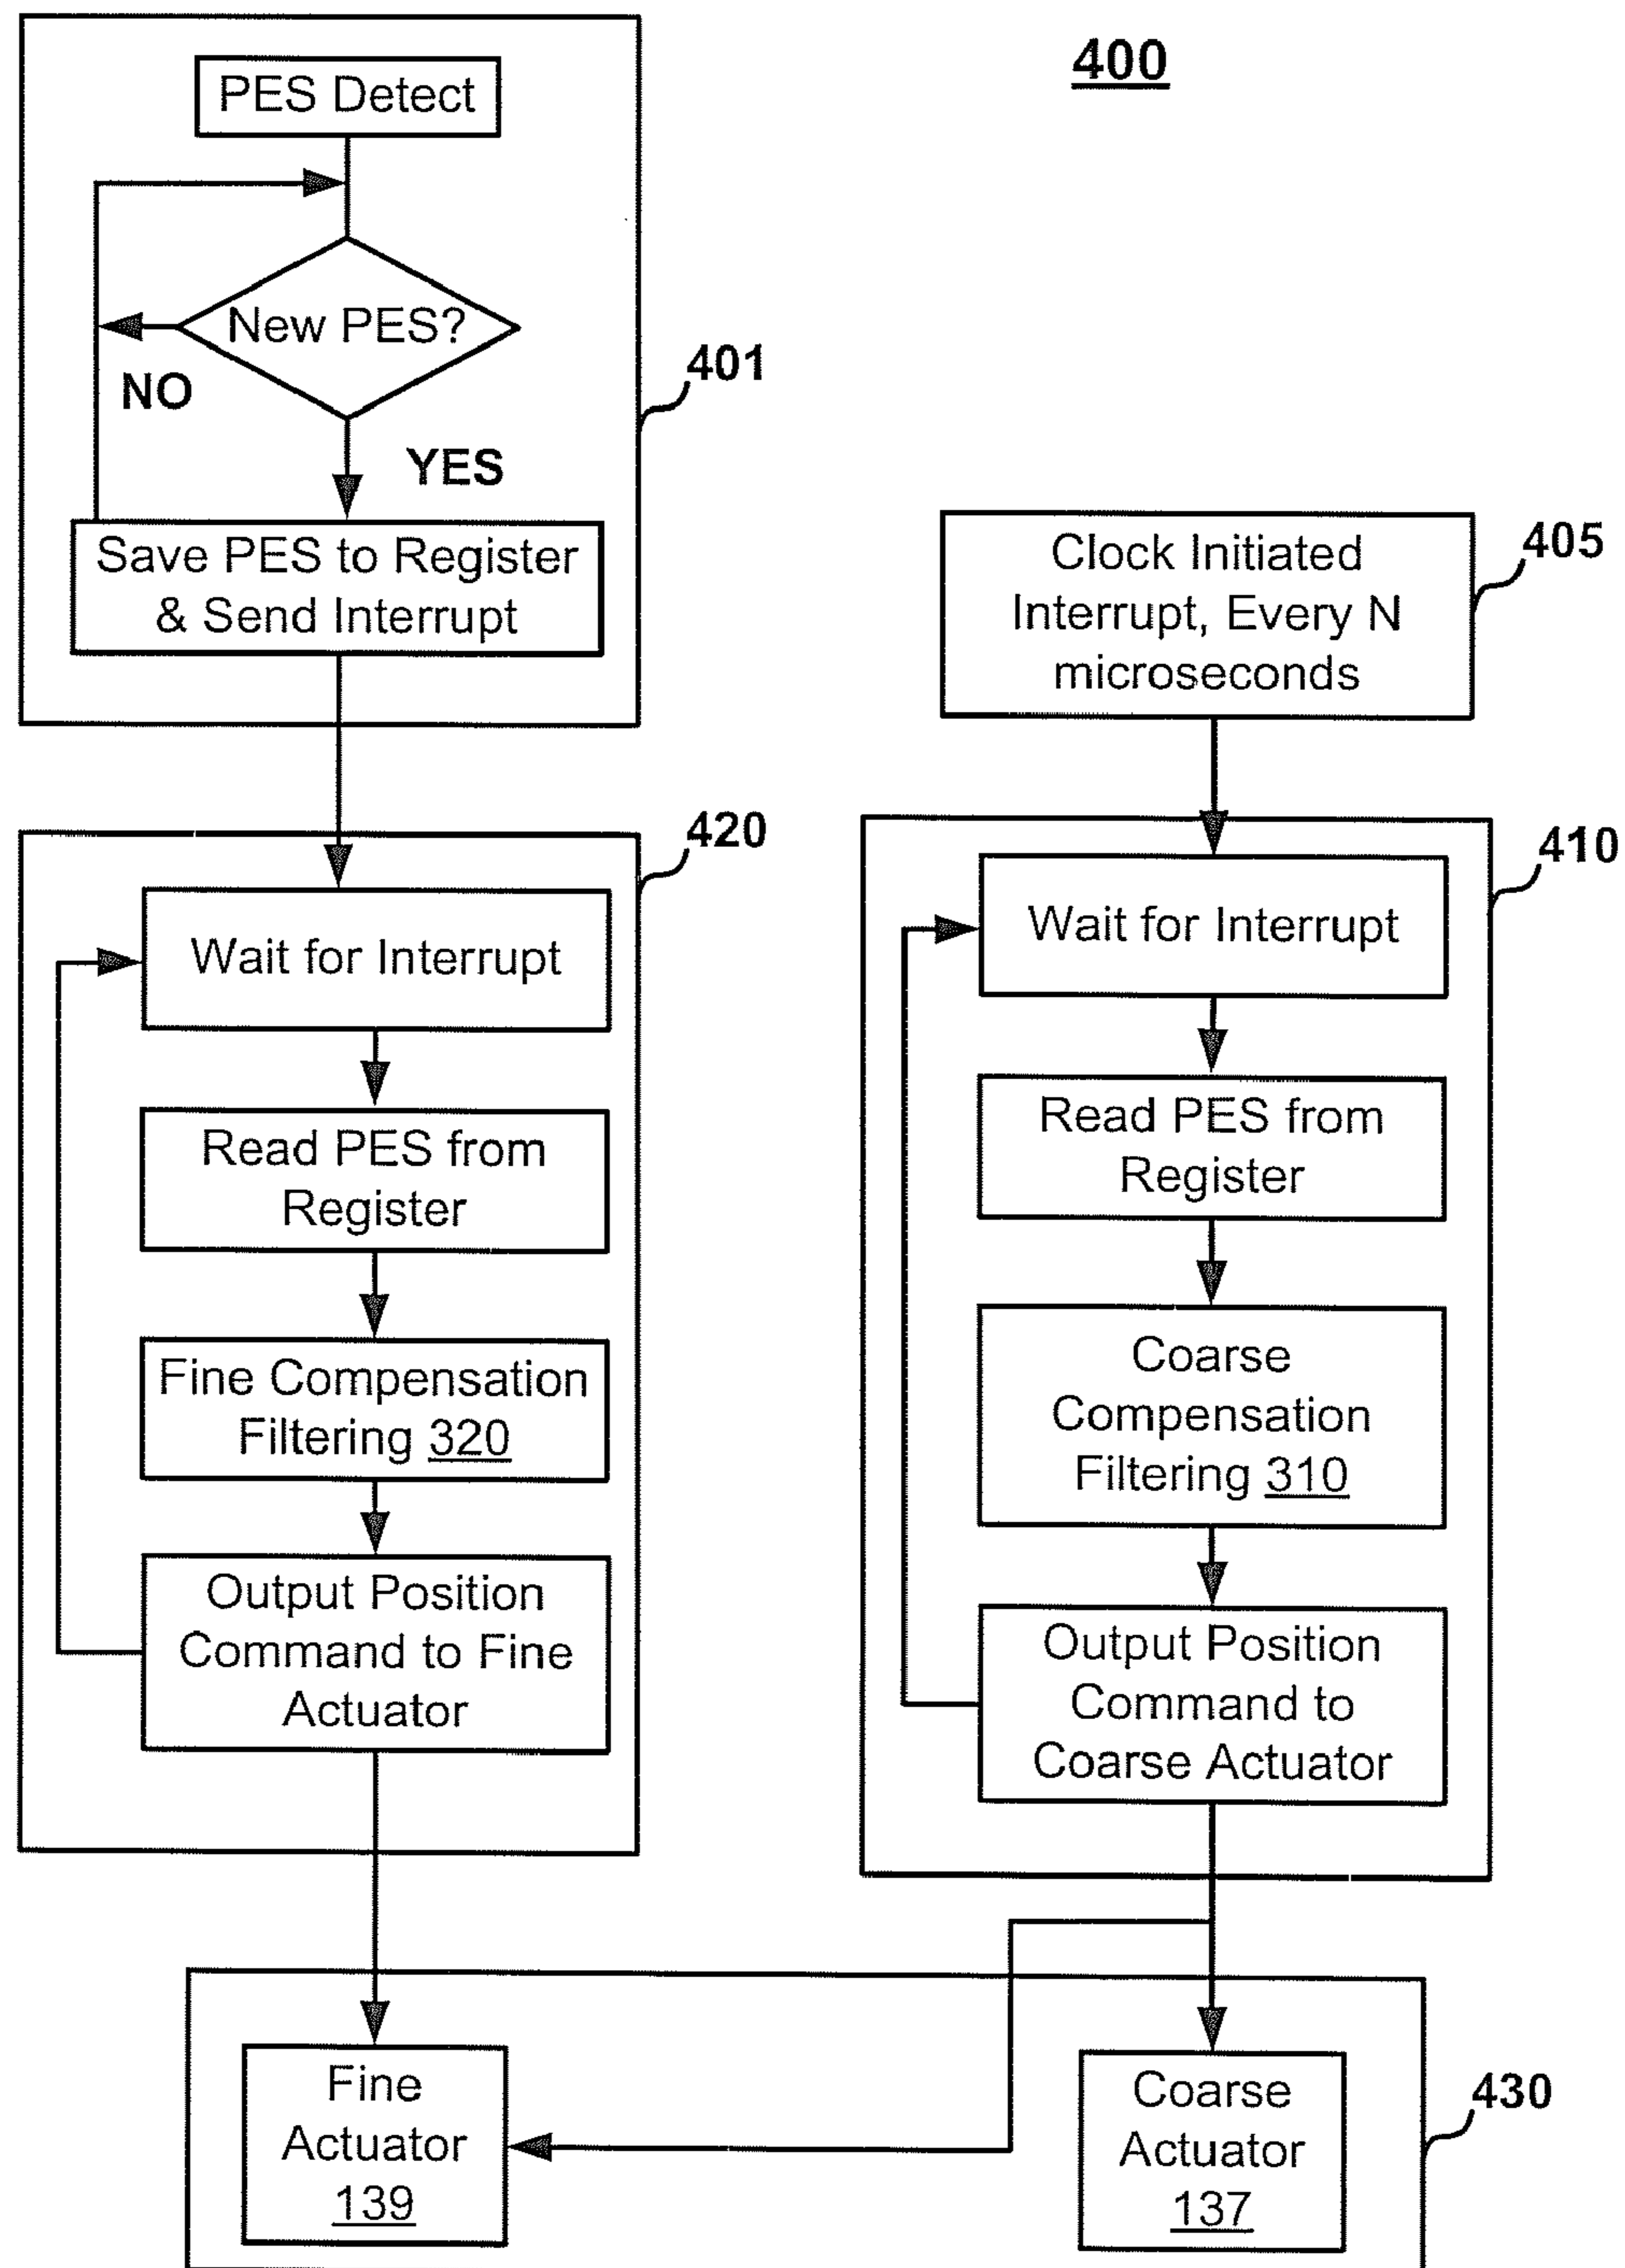 400
PES Detect
New PES?
NO
YES
401
Save PES to Register
& Send Interrupt
Clock Initiated
Interrupt, Every N
microseconds
405
420
Wait for Interrupt
Read PES from
Register
Fine Compensation
Filtering 320
Output Position
Command to Fine
Actuator
410
Wait for Interrupt
Read PES from
Register
Coarse
Compensation
Filtering 310
Output Position
Command to
Coarse Actuator
Fine
Actuator
139
Coarse
Actuator
137
430